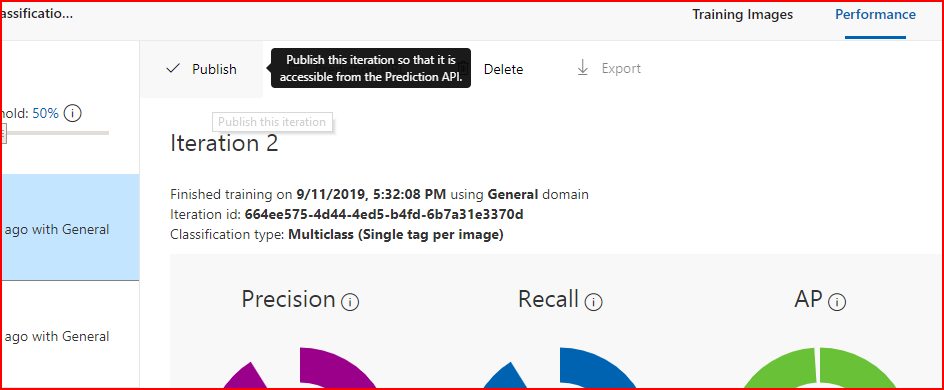 assificatio...
Training Images
Performance
Publish
Publish this iteration so that it is
accessible from the Prediction API.
Delete
Export
old: 50%
Publish this iteration
Iteration 2
Finished training on 9/11/2019, 5:32:08 PM using General domain
Iteration id: 664ee575-4d44-4ed5-b4fd-6b7a31e3370d
Classification type: Multiclass (Single tag per image)
ago with General
ago with General
Precision
Recall
AP